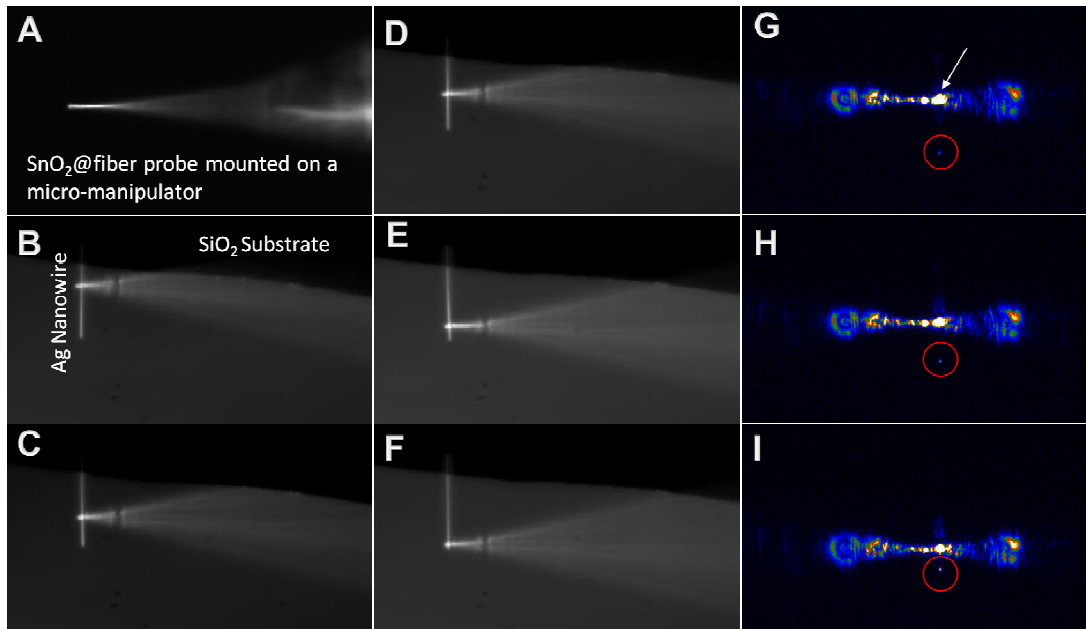 A
SnO2@fiber probe mounted on a
micro-manipulator
B
SiO2 Substrate
Ag Nanowire
C
D
E
F
G
H
I